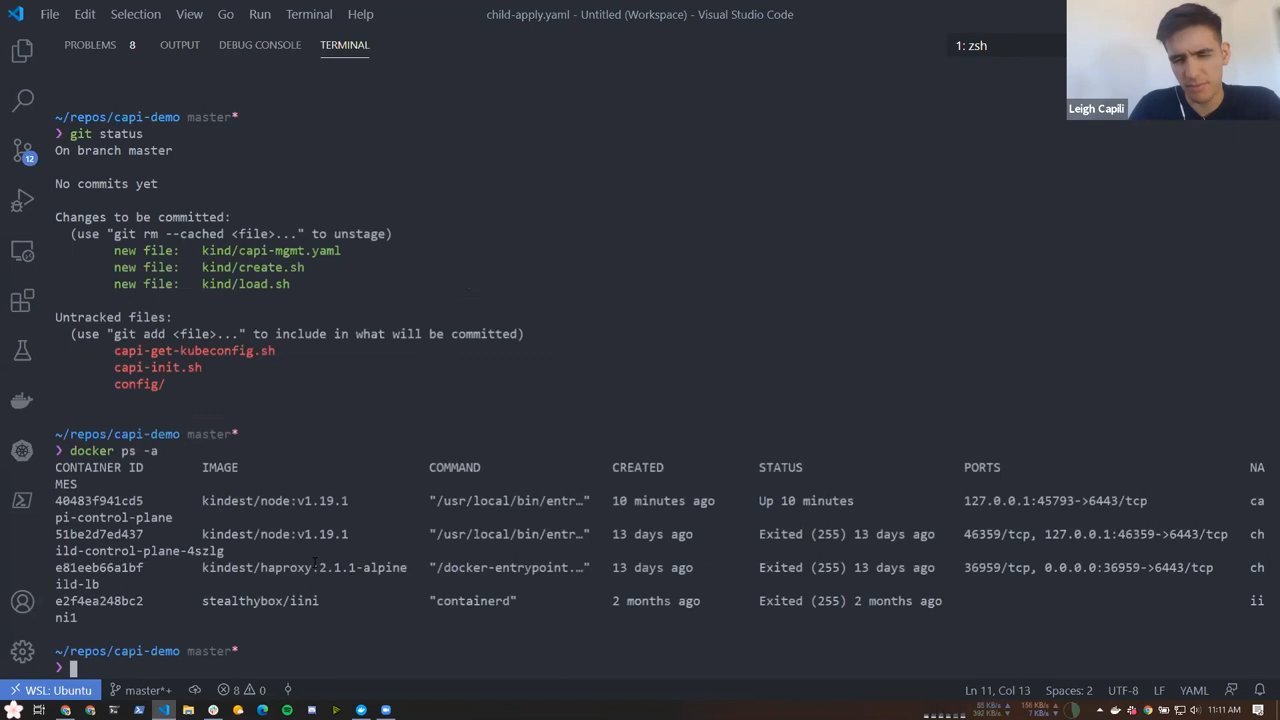 File Edit Selection View Go Run Terminal Help
child-apply.yaml - Untitled (Workspace) - Visual Studio Code
PROBLEMS 8 OUTPUT DEBUG CONSOLE TERMINAL
1: zsh
Leigh Capili
~/repos/capi-demo master*
❯ git status
On branch master
No commits yet
Changes to be committed:
(use "git rm --cached <file>..." to unstage)
new file: kind/capi-mgmt.yaml
new file: kind/create.sh
new file: kind/load.sh
Untracked files:
(use "git add <file>..." to include in what will be committed)
capi-get-kubeconfig.sh
capi-init.sh
config/
12
~/repos/capi-demo master*
❯ docker ps -a
CONTAINER ID IMAGE COMMAND CREATED STATUS PORTS NA
MES
40483f941cd5 kindest/node:v1.19.1 "/usr/local/bin/entr…" 10 minutes ago Up 10 minutes 127.0.0.1:45793->6443/tcp ca
pi-control-plane
51be2d7ed437 kindest/node:v1.19.1 "/usr/local/bin/entr…" 13 days ago Exited (255) 13 days ago 46359/tcp, 127.0.0.1:46359->6443/tcp ch
ild-control-plane-4szlg
e81eeb66a1bf kindest/haproxy:2.1.1-alpine "/docker-entrypoint.…" 13 days ago Exited (255) 13 days ago 36959/tcp, 0.0.0.0:36959->6443/tcp ch
ild-lb
e2f4ea248bc2 stealthybox/iini "containerd" 2 months ago Exited (255) 2 months ago ii
ni1
~/repos/capi-demo master*
❯
WSL: Ubuntu master*+ 8 0 Ln 11, Col 13 Spaces: 2 UTF-8 LF YAML
11:11 AM